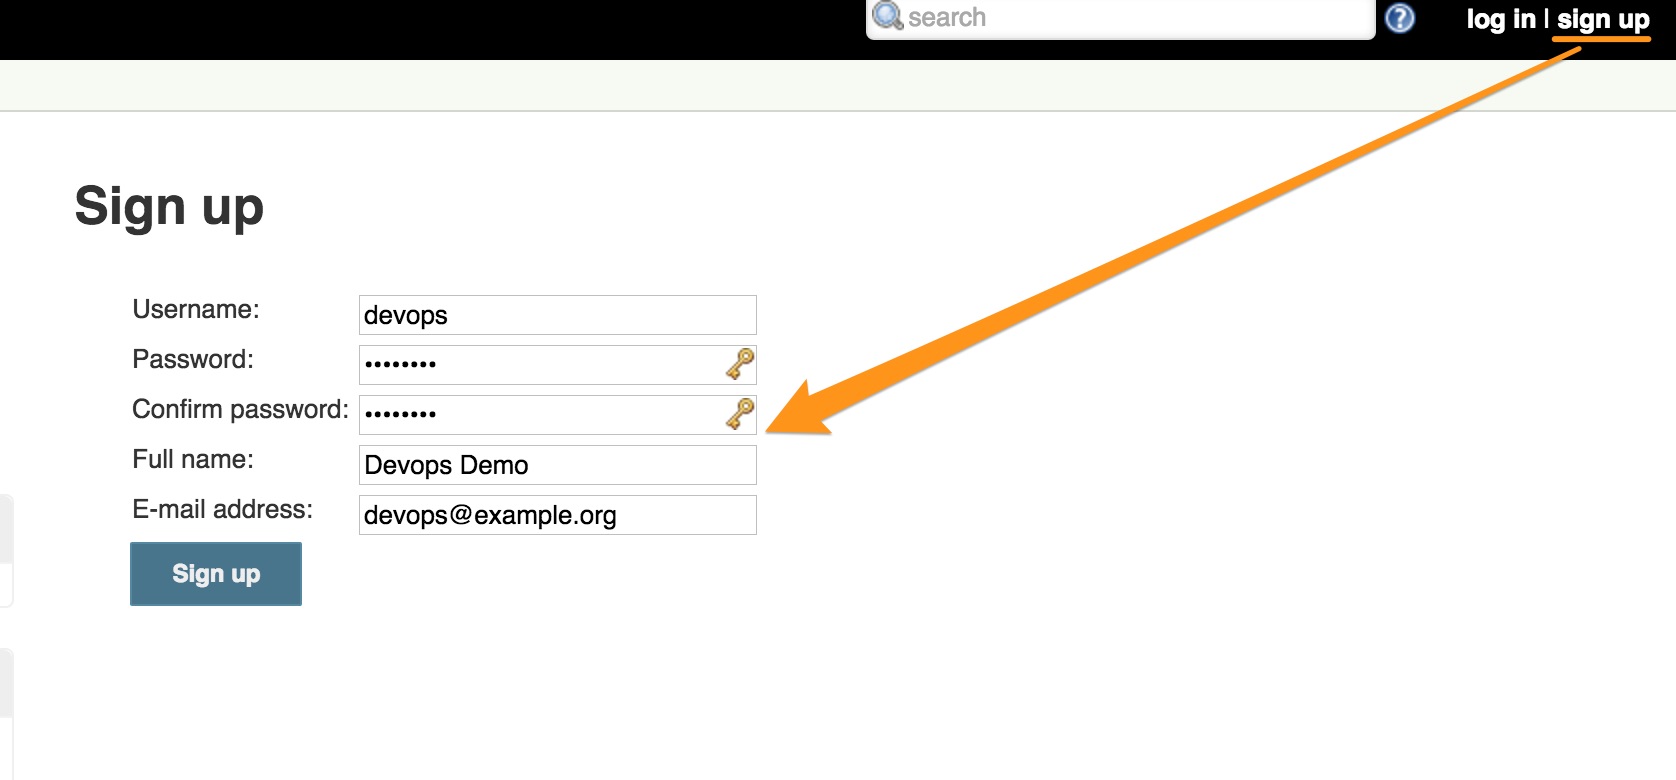 search
log in | sign up
Sign up
Username: devops
Password: ••••••••
Confirm password: ••••••••
Full name: Devops Demo
E-mail address: devops@example.org
Sign up